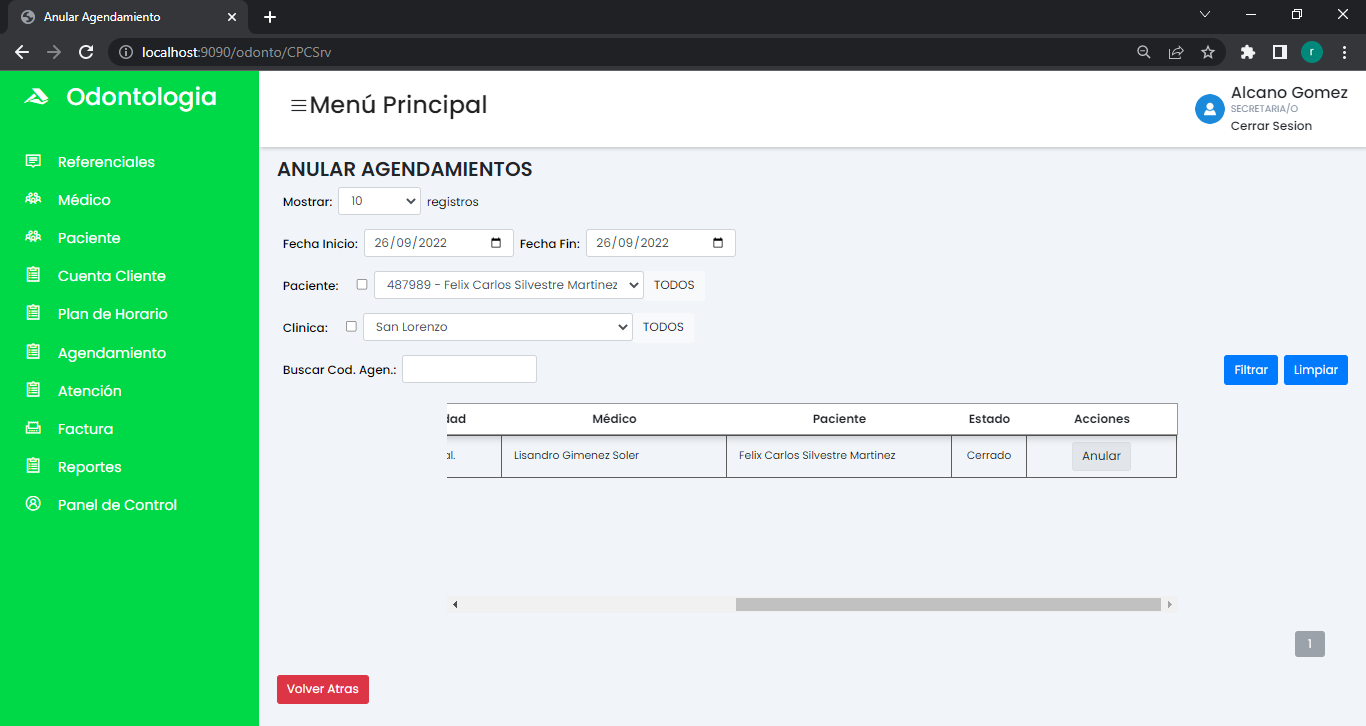 Anular Agendamiento
localhost:9090/odonto/CPCSrv
r
Odontologia
Menú Principal
Alcano Gomez
SECRETARIA/O
Cerrar Sesion
Referenciales
Médico
Paciente
Cuenta Cliente
Plan de Horario
Agendamiento
Atención
Factura
Reportes
Panel de Control
ANULAR AGENDAMIENTOS
Mostrar: 10 registros
Fecha Inicio: 26/09/2022 Fecha Fin: 26/09/2022
Paciente: 487989 - Felix Carlos Silvestre Martinez TODOS
Clinica: San Lorenzo TODOS
Buscar Cod. Agen.: Filtrar Limpiar
dad Médico Paciente Estado Acciones
al. Lisandro Gimenez Soler Felix Carlos Silvestre Martinez Cerrado Anular
1
Volver Atras